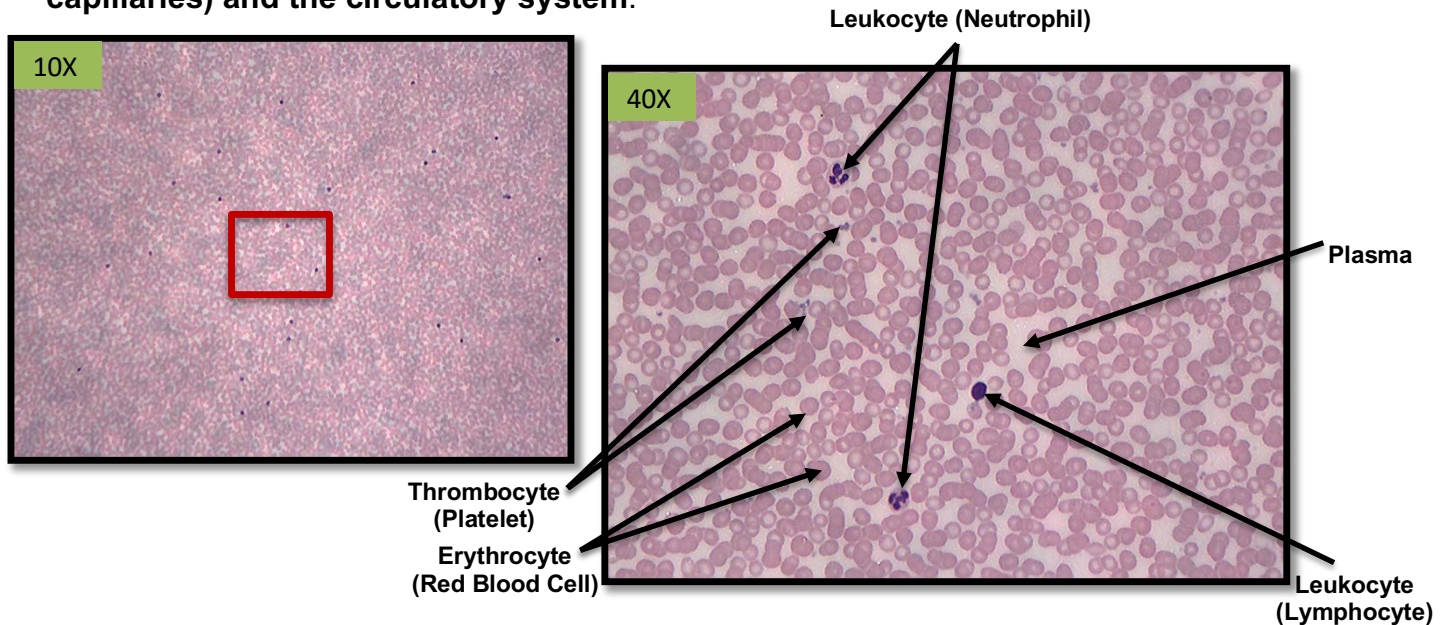 capillaries) and the circulatory system.
Leukocyte (Neutrophil)
10X
40X
Plasma
Thrombocyte
(Platelet)
Erythrocyte
(Red Blood Cell)
Leukocyte
(Lymphocyte)